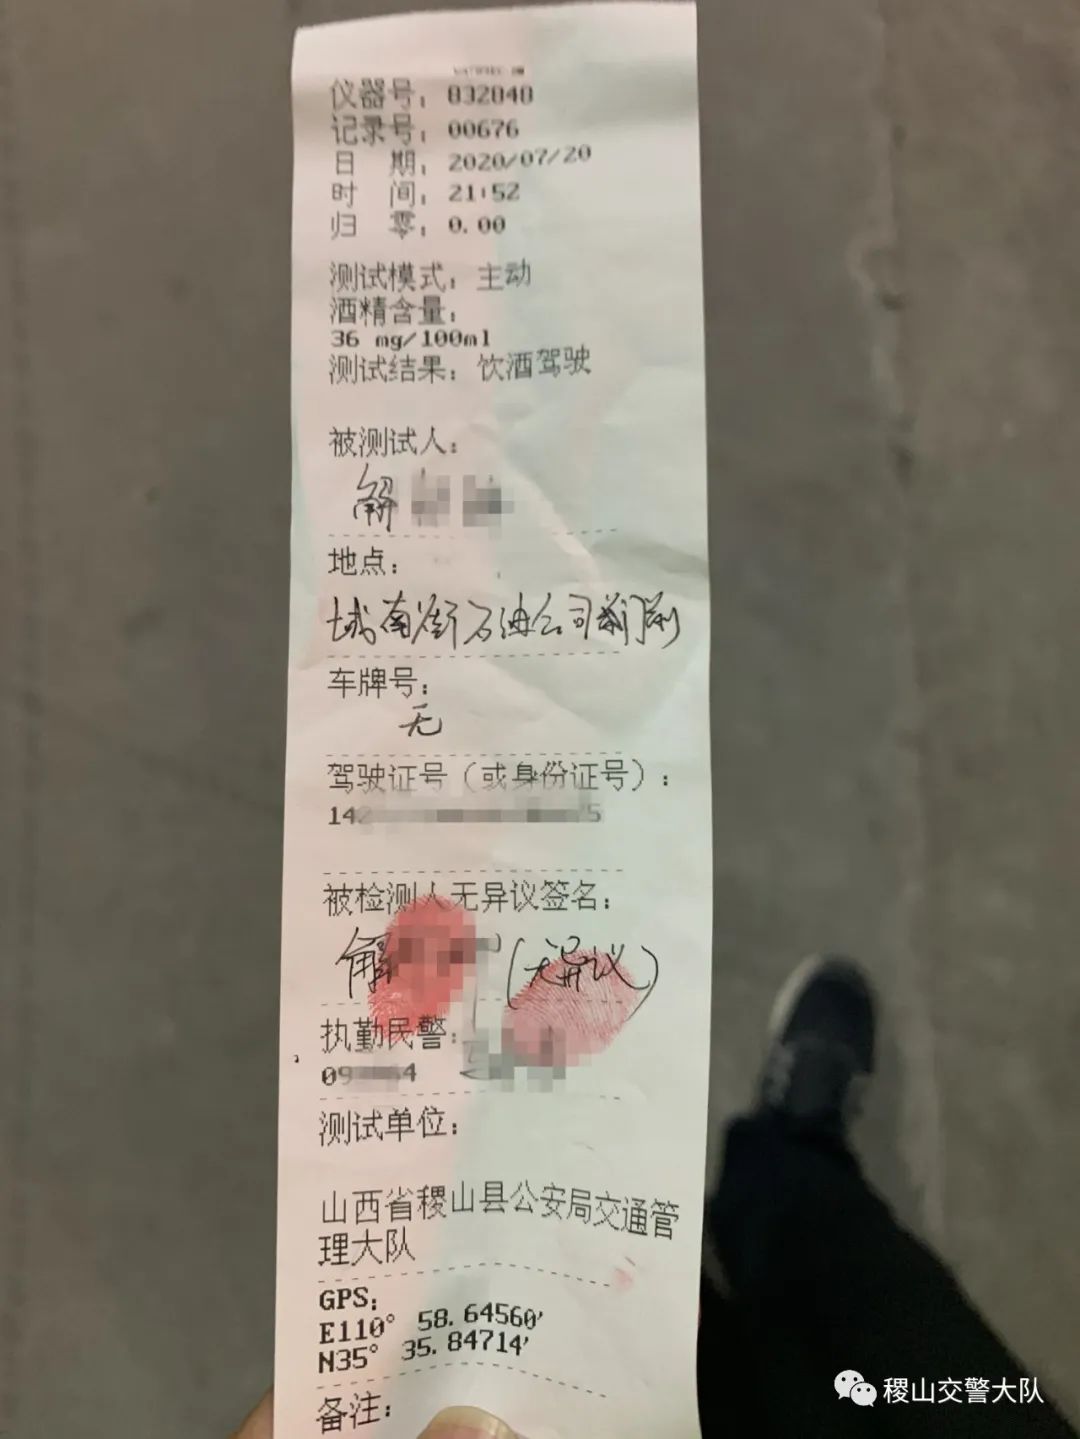 仪器号：832848
记录号：00676
日 期：2020/07/20
时 间：21:52
归 零：0.00
测试模式：主动
酒精含量：
36 mg/100ml
测试结果：饮酒驾驶
被测试人：
解
地点：
城南街石油公司前
车牌号：
无
驾驶证号（或身份证号）：
14
被检测人无异议签名：
解 （无异议）
执勤民警：
09 4
测试单位：
山西省稷山县公安局交通管
理大队
GPS：
E110° 58.64560'
N35° 35.84714'
备注：
稷山交警大队